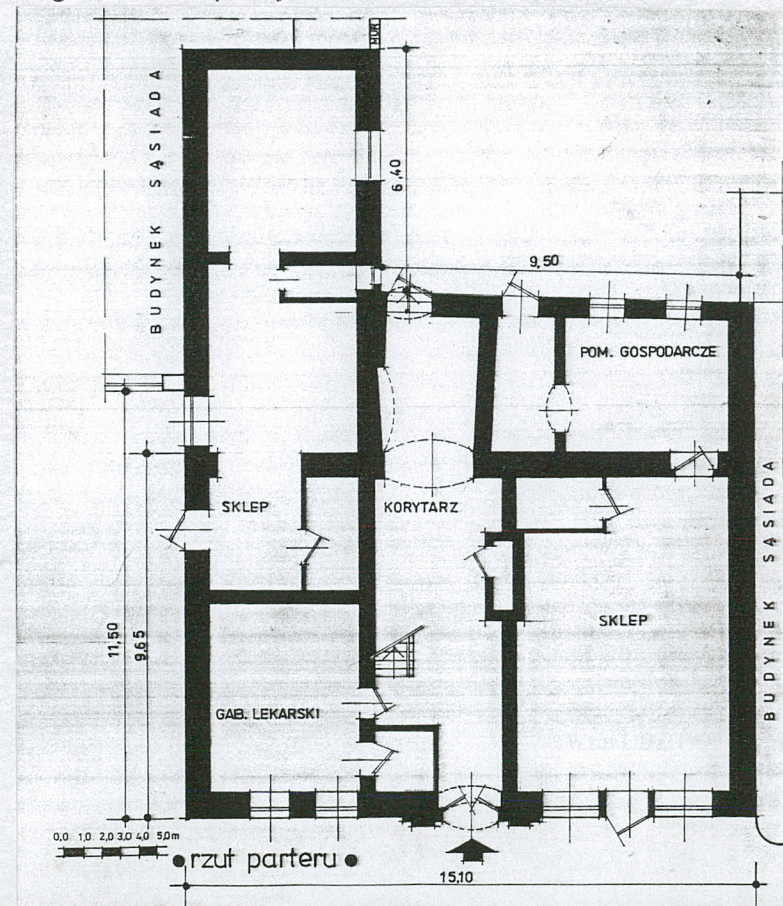 MUR
BUDYNEK SĄSIADA
6,40
9,50
POM. GOSPODARCZE
SKLEP
KORYTARZ
BUDYNEK SĄSIADA
SKLEP
11,50
9,65
GAB. LEKARSKI
0,0 1,0 2,0 3,0 4,0 5,0m
rzut parteru
15,10